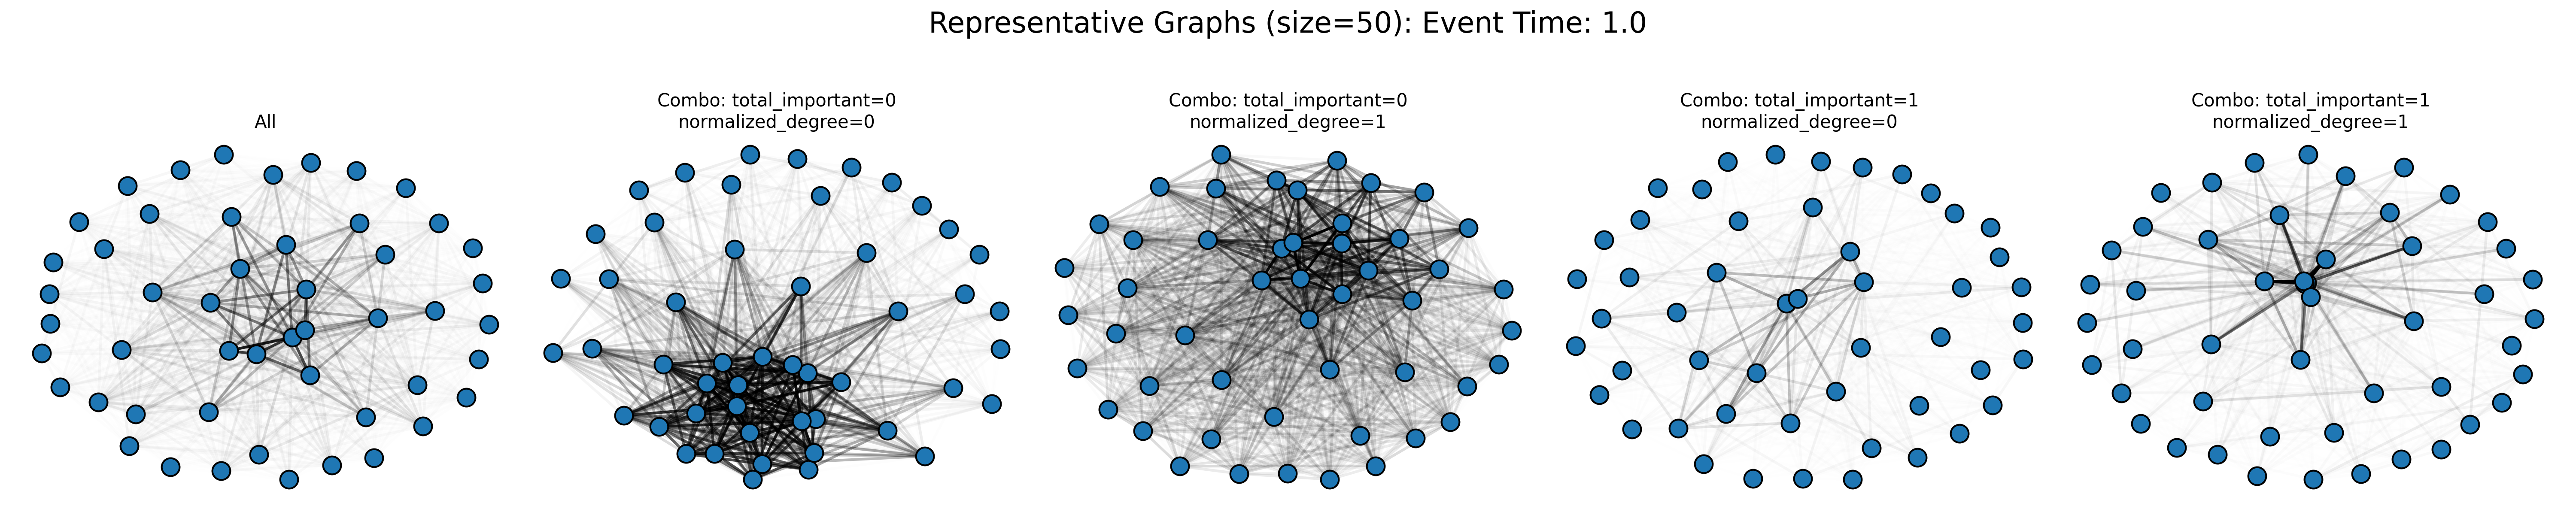 Representative Graphs (size=50): Event Time: 1.0
All
Combo: total_important=0
normalized_degree=0
Combo: total_important=0
normalized_degree=1
Combo: total_important=1
normalized_degree=0
Combo: total_important=1
normalized_degree=1